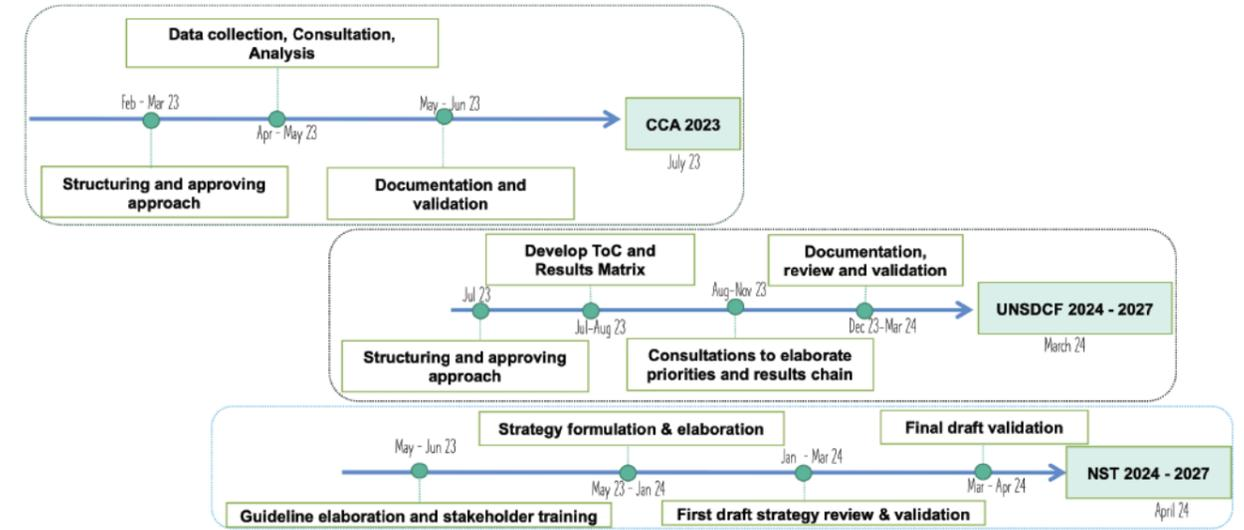 Data collection, Consultation,
Analysis
Feb - Mar 23
May - Jun 23
Apr - May 23
CCA 2023
July 23
Structuring and approving
approach
Documentation and
validation
Develop ToC and
Results Matrix
Documentation,
review and validation
Jul 23
Aug-Nov 23
Jul-Aug 23
Dec 23-Mar 24
UNSDCF 2024 - 2027
March 24
Structuring and approving
approach
Consultations to elaborate
priorities and results chain
Strategy formulation & elaboration
Final draft validation
May - Jun 23
Jan - Mar 24
May 23 - Jan 24
Mar - Apr 24
NST 2024 - 2027
April 24
Guideline elaboration and stakeholder training
First draft strategy review & validation